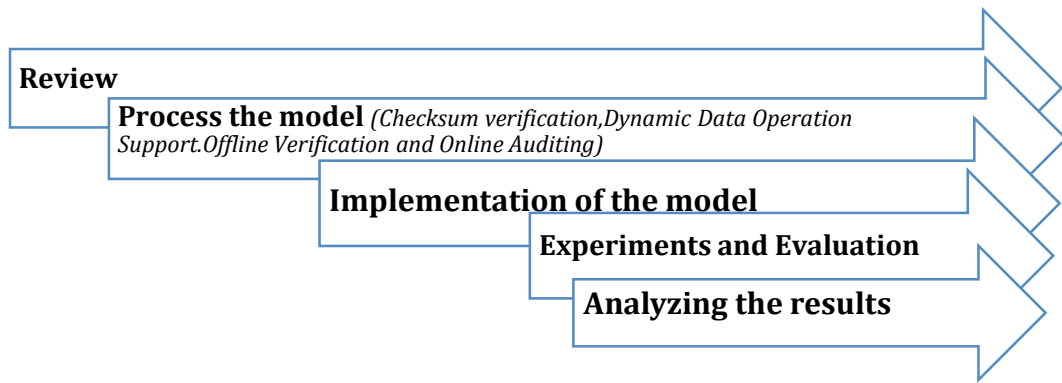 Review
Process the model (Checksum verification,Dynamic Data Operation
Support.Offline Verification and Online Auditing)
Implementation of the model
Experiments and Evaluation
Analyzing the results